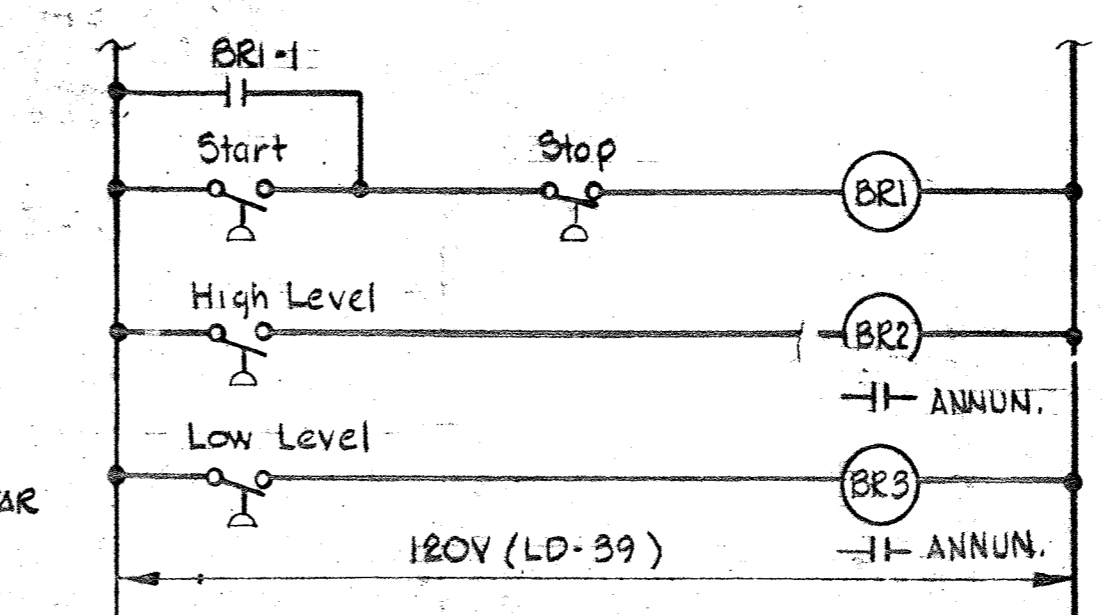 BR1-1
Start
Stop
BR1
High Level
BR2
ANNUN.
Low Level
BR3
120V (LD-39)
ANNUN.